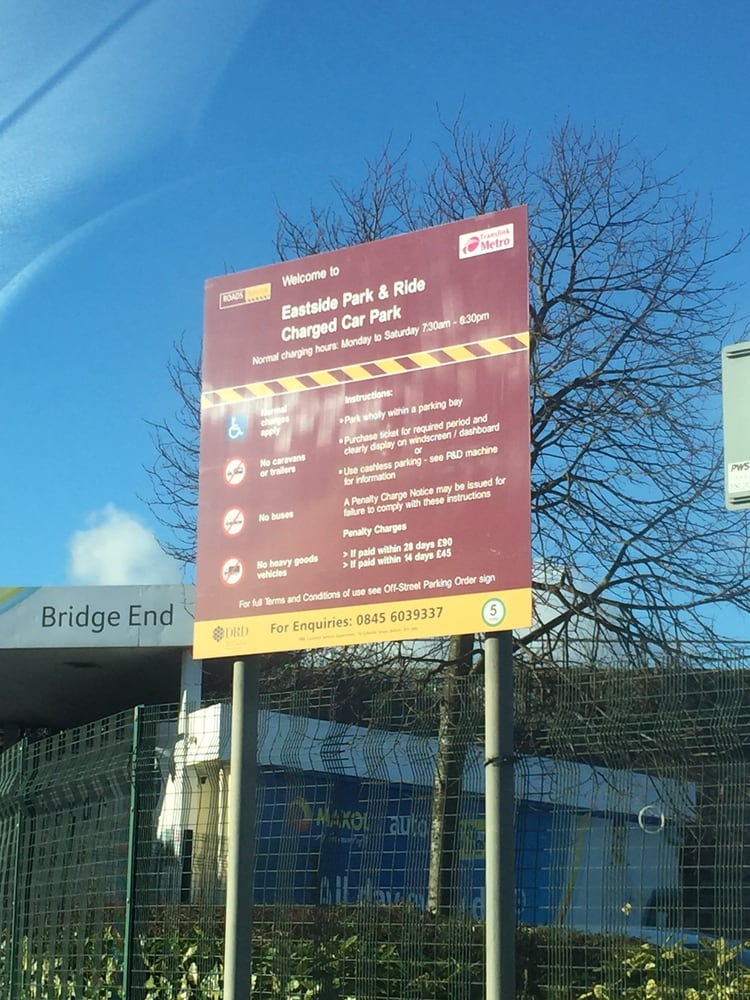 Translink
Metro
ROADS
Welcome to
Eastside Park & Ride
Charged Car Park
Normal charging hours: Monday to Saturday 7:30am - 6:30pm
Normal
charges
apply
No caravans
or trailers
No buses
No heavy goods
vehicles
Instructions:
Park wholly within a parking bay
Purchase ticket for required period and
clearly display on windscreen / dashboard
or
Use cashless parking - see P&D machine
for information
A Penalty Charge Notice may be issued for
failure to comply with these instructions
Penalty Charges
> If paid within 28 days £90
> If paid within 14 days £45
For full Terms and Conditions of use see Off-Street Parking Order sign
DRD
For Enquiries: 0845 6039337
5
Bridge End
PWS
MAXOL
auto